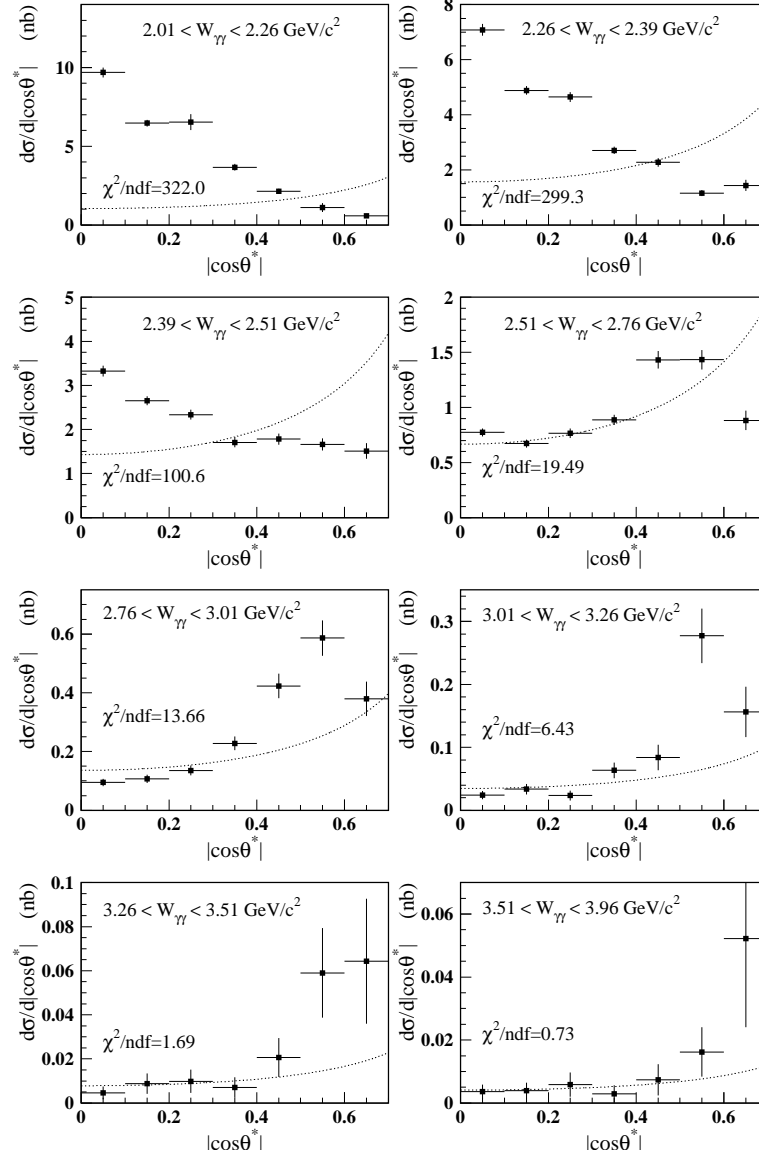 dσ/d|cosθ*| (nb)
2.01 < Wγγ < 2.26 GeV/c²
10
5
0
χ²/ndf=322.0
0 0.2 0.4 0.6
|cosθ*|
dσ/d|cosθ*| (nb)
2.26 < Wγγ < 2.39 GeV/c²
8
6
4
2
0
χ²/ndf=299.3
0 0.2 0.4 0.6
|cosθ*|
dσ/d|cosθ*| (nb)
2.39 < Wγγ < 2.51 GeV/c²
5
4
3
2
1
0
χ²/ndf=100.6
0 0.2 0.4 0.6
|cosθ*|
dσ/d|cosθ*| (nb)
2.51 < Wγγ < 2.76 GeV/c²
2
1.5
1
0.5
0
χ²/ndf=19.49
0 0.2 0.4 0.6
|cosθ*|
dσ/d|cosθ*| (nb)
2.76 < Wγγ < 3.01 GeV/c²
0.6
0.4
0.2
0
χ²/ndf=13.66
0 0.2 0.4 0.6
|cosθ*|
dσ/d|cosθ*| (nb)
3.01 < Wγγ < 3.26 GeV/c²
0.3
0.2
0.1
0
χ²/ndf=6.43
0 0.2 0.4 0.6
|cosθ*|
dσ/d|cosθ*| (nb)
3.26 < Wγγ < 3.51 GeV/c²
0.1
0.08
0.06
0.04
0.02
0
χ²/ndf=1.69
0 0.2 0.4 0.6
|cosθ*|
dσ/d|cosθ*| (nb)
3.51 < Wγγ < 3.96 GeV/c²
0.06
0.04
0.02
0
χ²/ndf=0.73
0 0.2 0.4 0.6
|cosθ*|